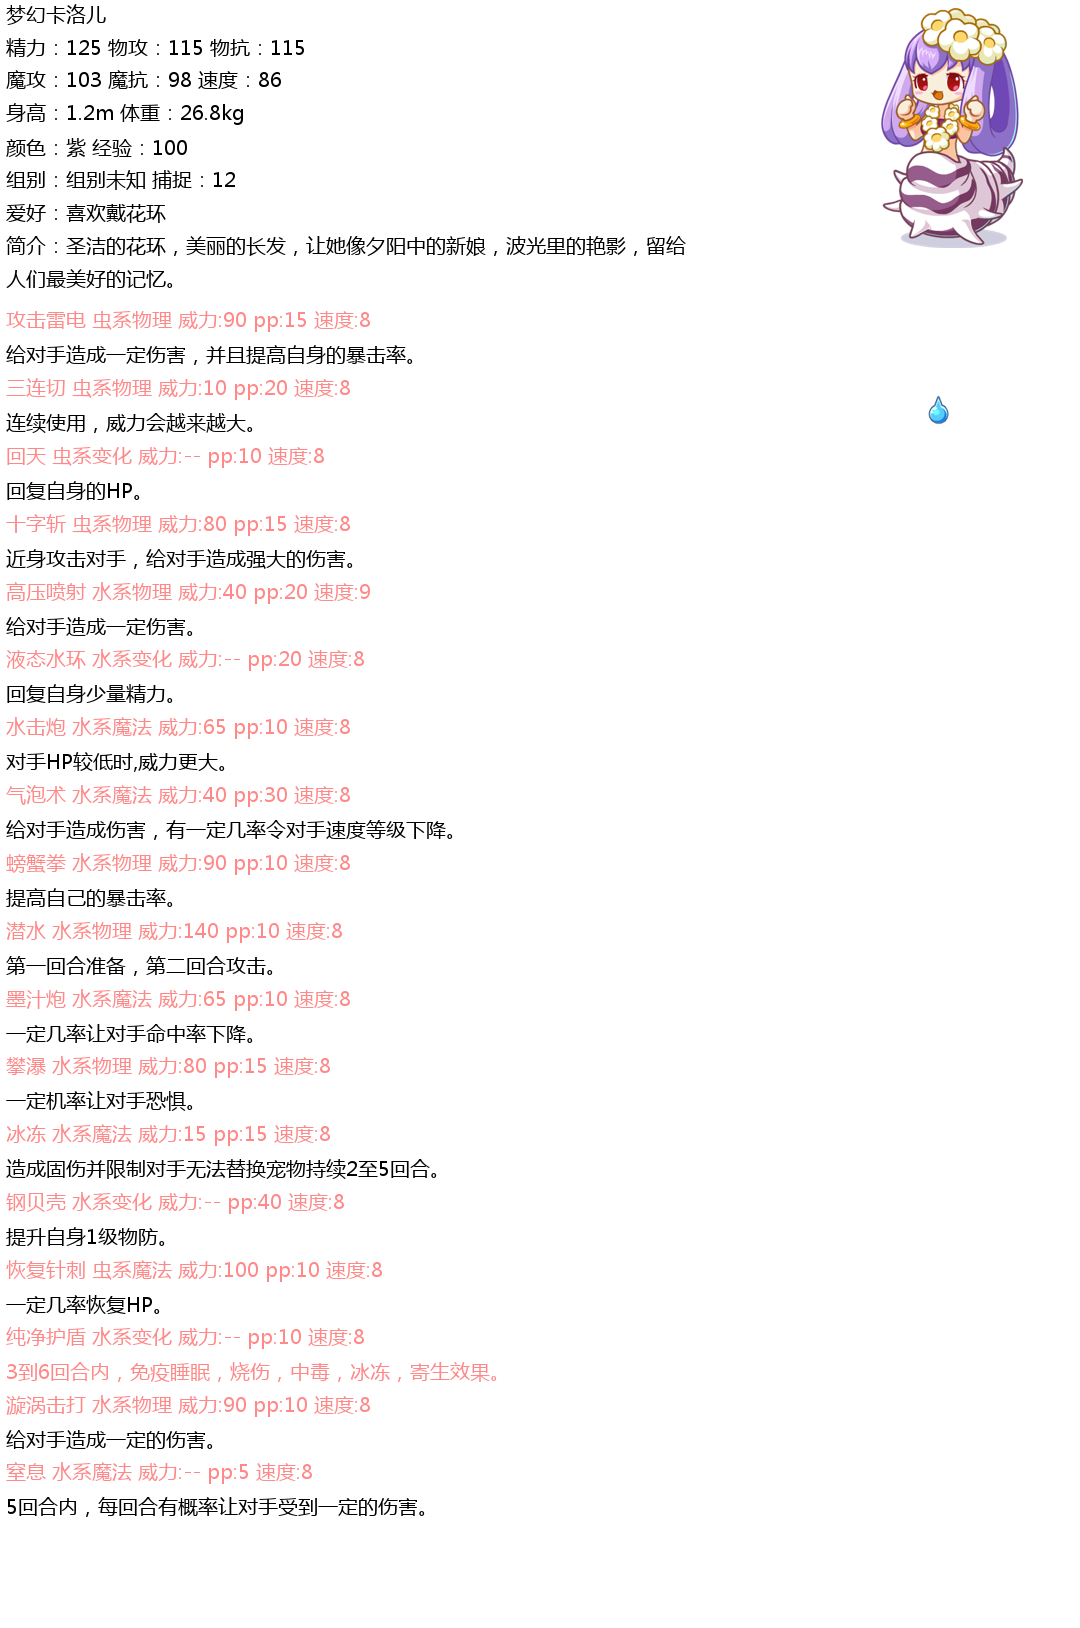 梦幻卡洛儿
精力：125 物攻：115 物抗：115
魔攻：103 魔抗：98 速度：86
身高：1.2m 体重：26.8kg
颜色：紫 经验：100
组别：组别未知 捕捉：12
爱好：喜欢戴花环
简介：圣洁的花环，美丽的长发，让她像夕阳中的新娘，波光里的艳影，留给
人们最美好的记忆。
攻击雷电 虫系物理 威力:90 pp:15 速度:8
给对手造成一定伤害，并且提高自身的暴击率。
三连切 虫系物理 威力:10 pp:20 速度:8
连续使用，威力会越来越大。
回天 虫系变化 威力:-- pp:10 速度:8
回复自身的HP。
十字斩 虫系物理 威力:80 pp:15 速度:8
近身攻击对手，给对手造成强大的伤害。
高压喷射 水系物理 威力:40 pp:20 速度:9
给对手造成一定伤害。
液态水环 水系变化 威力:-- pp:20 速度:8
回复自身少量精力。
水击炮 水系魔法 威力:65 pp:10 速度:8
对手HP较低时,威力更大。
气泡术 水系魔法 威力:40 pp:30 速度:8
给对手造成伤害，有一定几率令对手速度等级下降。
螃蟹拳 水系物理 威力:90 pp:10 速度:8
提高自己的暴击率。
潜水 水系物理 威力:140 pp:10 速度:8
第一回合准备，第二回合攻击。
墨汁炮 水系魔法 威力:65 pp:10 速度:8
一定几率让对手命中率下降。
攀瀑 水系物理 威力:80 pp:15 速度:8
一定机率让对手恐惧。
冰冻 水系魔法 威力:15 pp:15 速度:8
造成固伤并限制对手无法替换宠物持续2至5回合。
钢贝壳 水系变化 威力:-- pp:40 速度:8
提升自身1级物防。
恢复针刺 虫系魔法 威力:100 pp:10 速度:8
一定几率恢复HP。
纯净护盾 水系变化 威力:-- pp:10 速度:8
3到6回合内，免疫睡眠，烧伤，中毒，冰冻，寄生效果。
漩涡击打 水系物理 威力:90 pp:10 速度:8
给对手造成一定的伤害。
窒息 水系魔法 威力:-- pp:5 速度:8
5回合内，每回合有概率让对手受到一定的伤害。